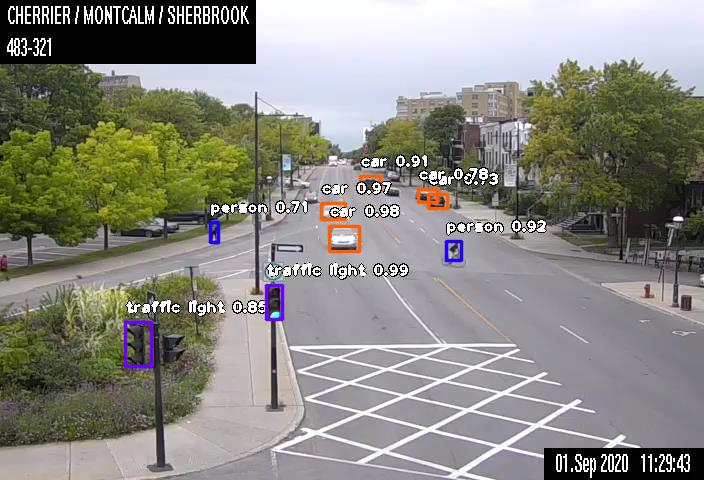 CHERRIER / MONTCALM / SHERBROOK
483-321
car 0.91
car 0.78
car 0.73
car 0.97
person 0.71
car 0.98
person 0.92
traffic light 0.99
traffic light 0.85
01.Sep 2020 11:29:43